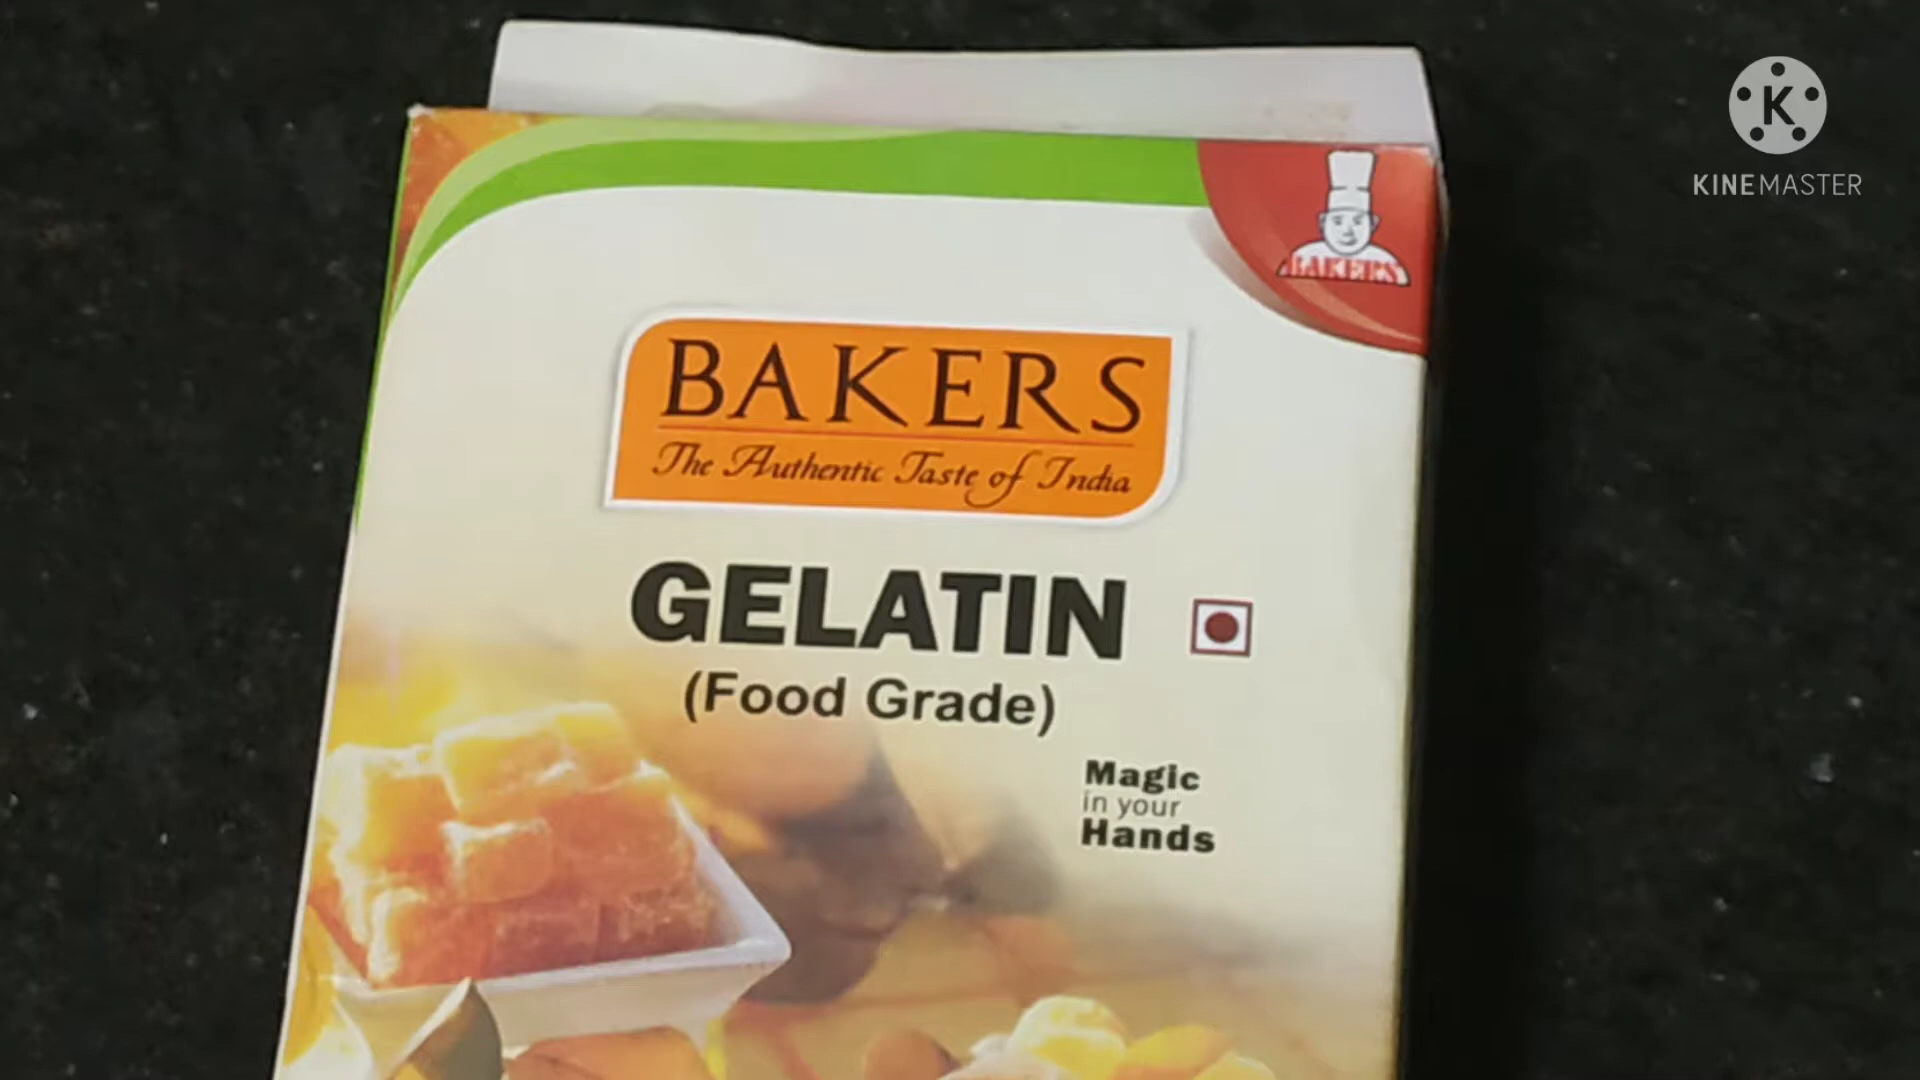 KINEMASTER
BAKERS
BAKERS
The Authentic Taste of India
GELATIN
(Food Grade)
Magic
in your
Hands